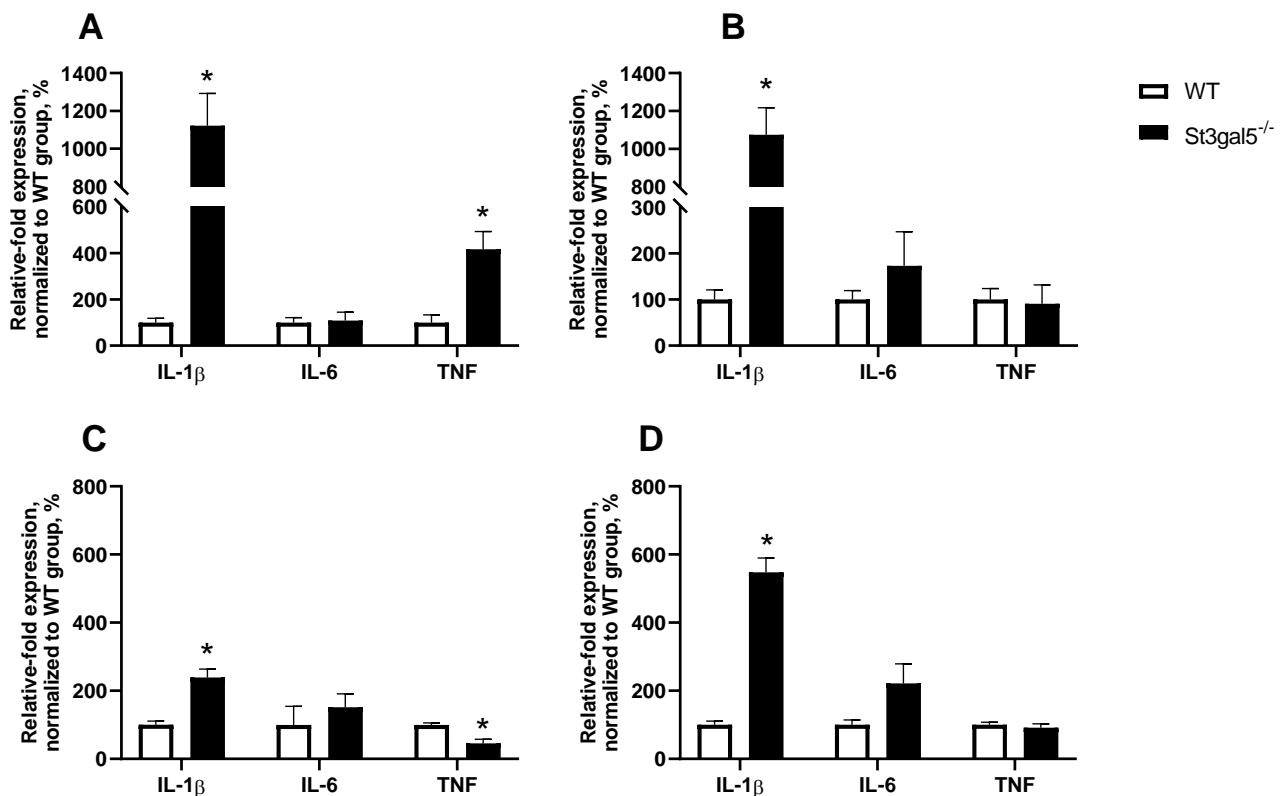 A
Relative-fold expression,
normalized to WT group, %
1400
1200
1000
800
600
400
200
0
*
*
IL-1β
IL-6
TNF
B
Relative-fold expression,
normalized to WT group, %
1400
1200
1000
800
300
200
100
0
*
IL-1β
IL-6
TNF
WT
St3gal5-/-
C
Relative-fold expression,
normalized to WT group, %
800
600
400
200
0
*
*
IL-1β
IL-6
TNF
D
Relative-fold expression,
normalized to WT group, %
800
600
400
200
0
*
IL-1β
IL-6
TNF